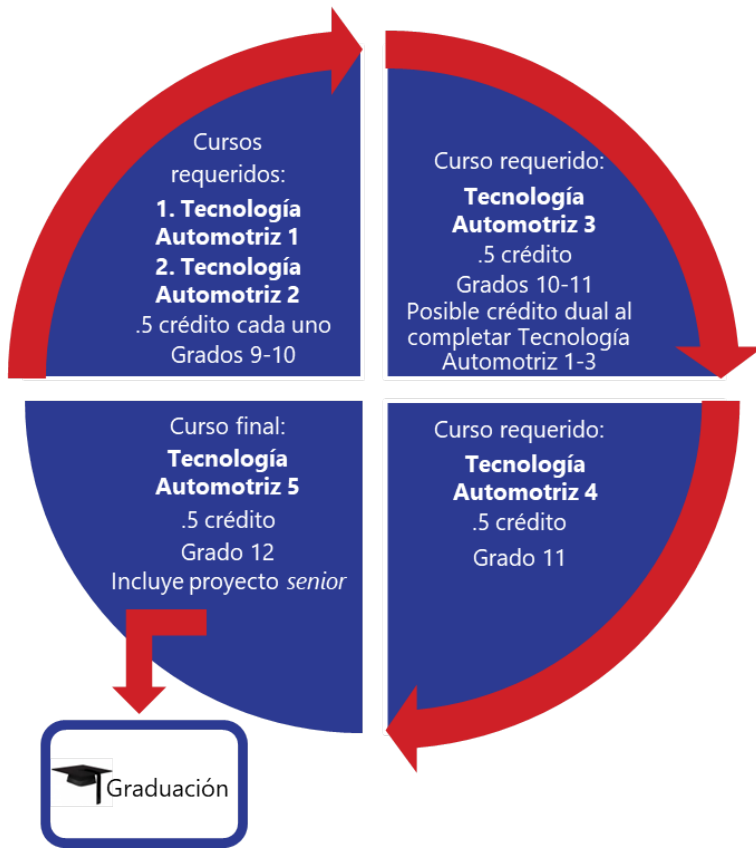 Cursos
requeridos:
1. Tecnología
Automotriz 1
2. Tecnología
Automotriz 2
.5 crédito cada uno
Grados 9-10
Curso requerido:
Tecnología
Automotriz 3
.5 crédito
Grados 10-11
Posible crédito dual al
completar Tecnología
Automotriz 1-3
Curso requerido:
Tecnología
Automotriz 4
.5 crédito
Grado 11
Curso final:
Tecnología
Automotriz 5
.5 crédito
Grado 12
Incluye proyecto senior
Graduación